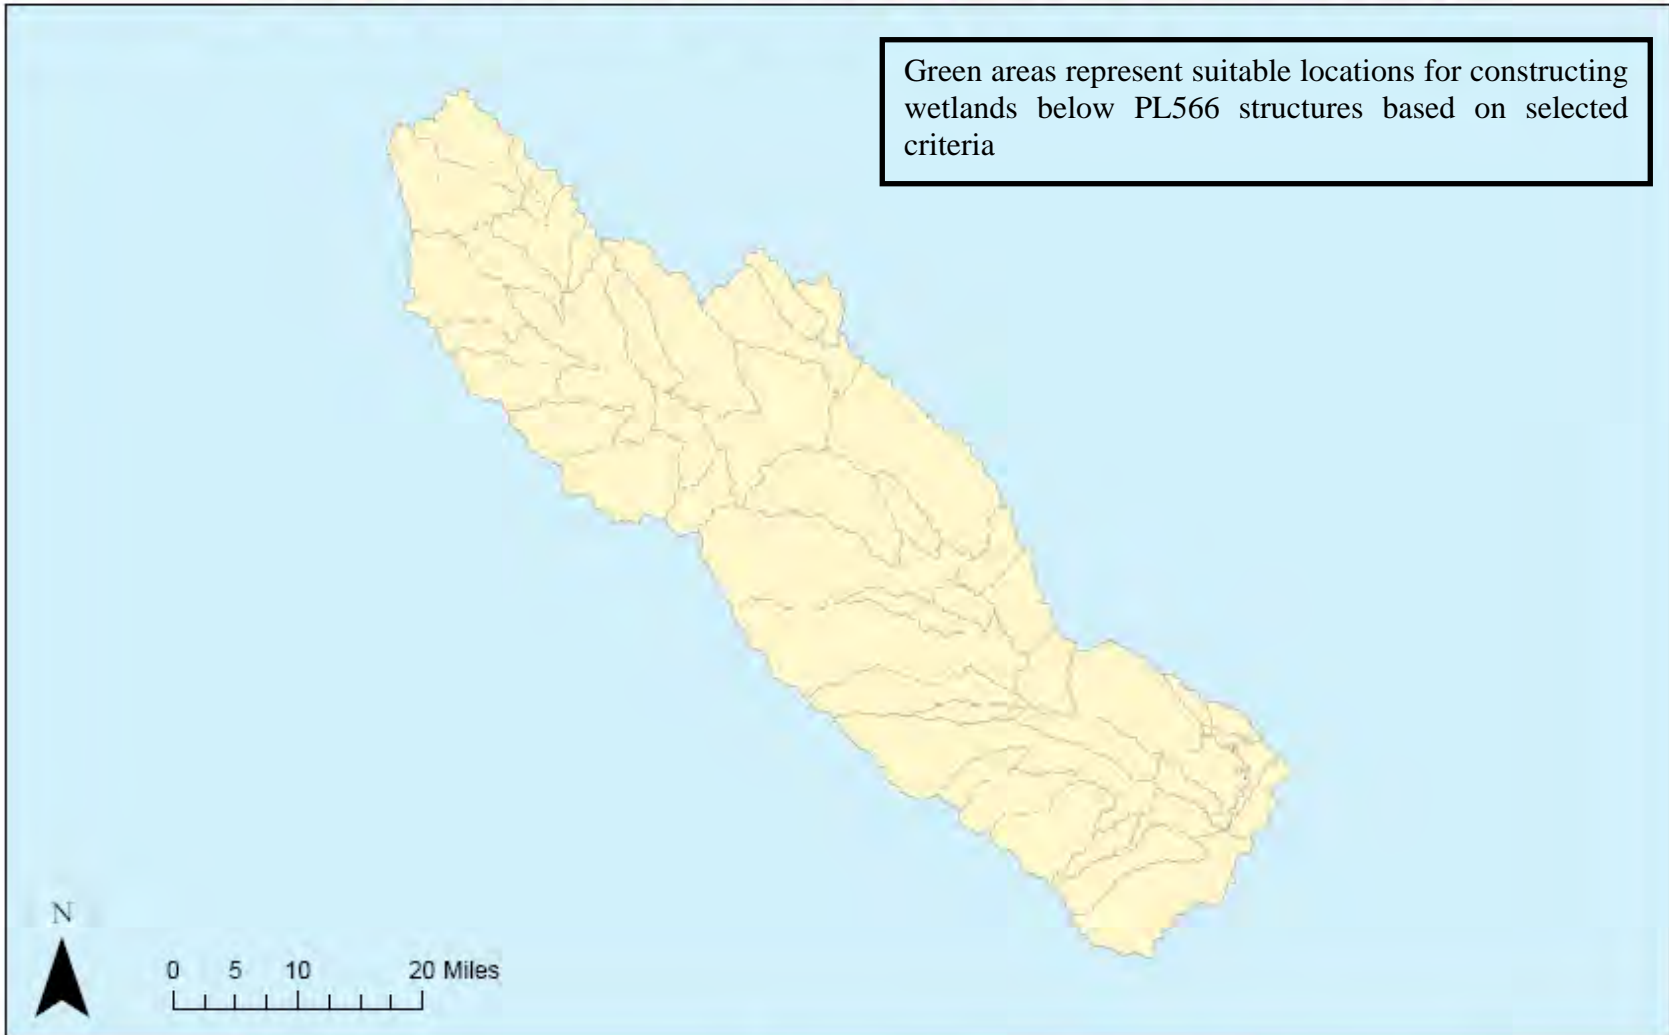 Green areas represent suitable locations for constructing
wetlands below PL566 structures based on selected
criteria
N
0 5 10 20 Miles